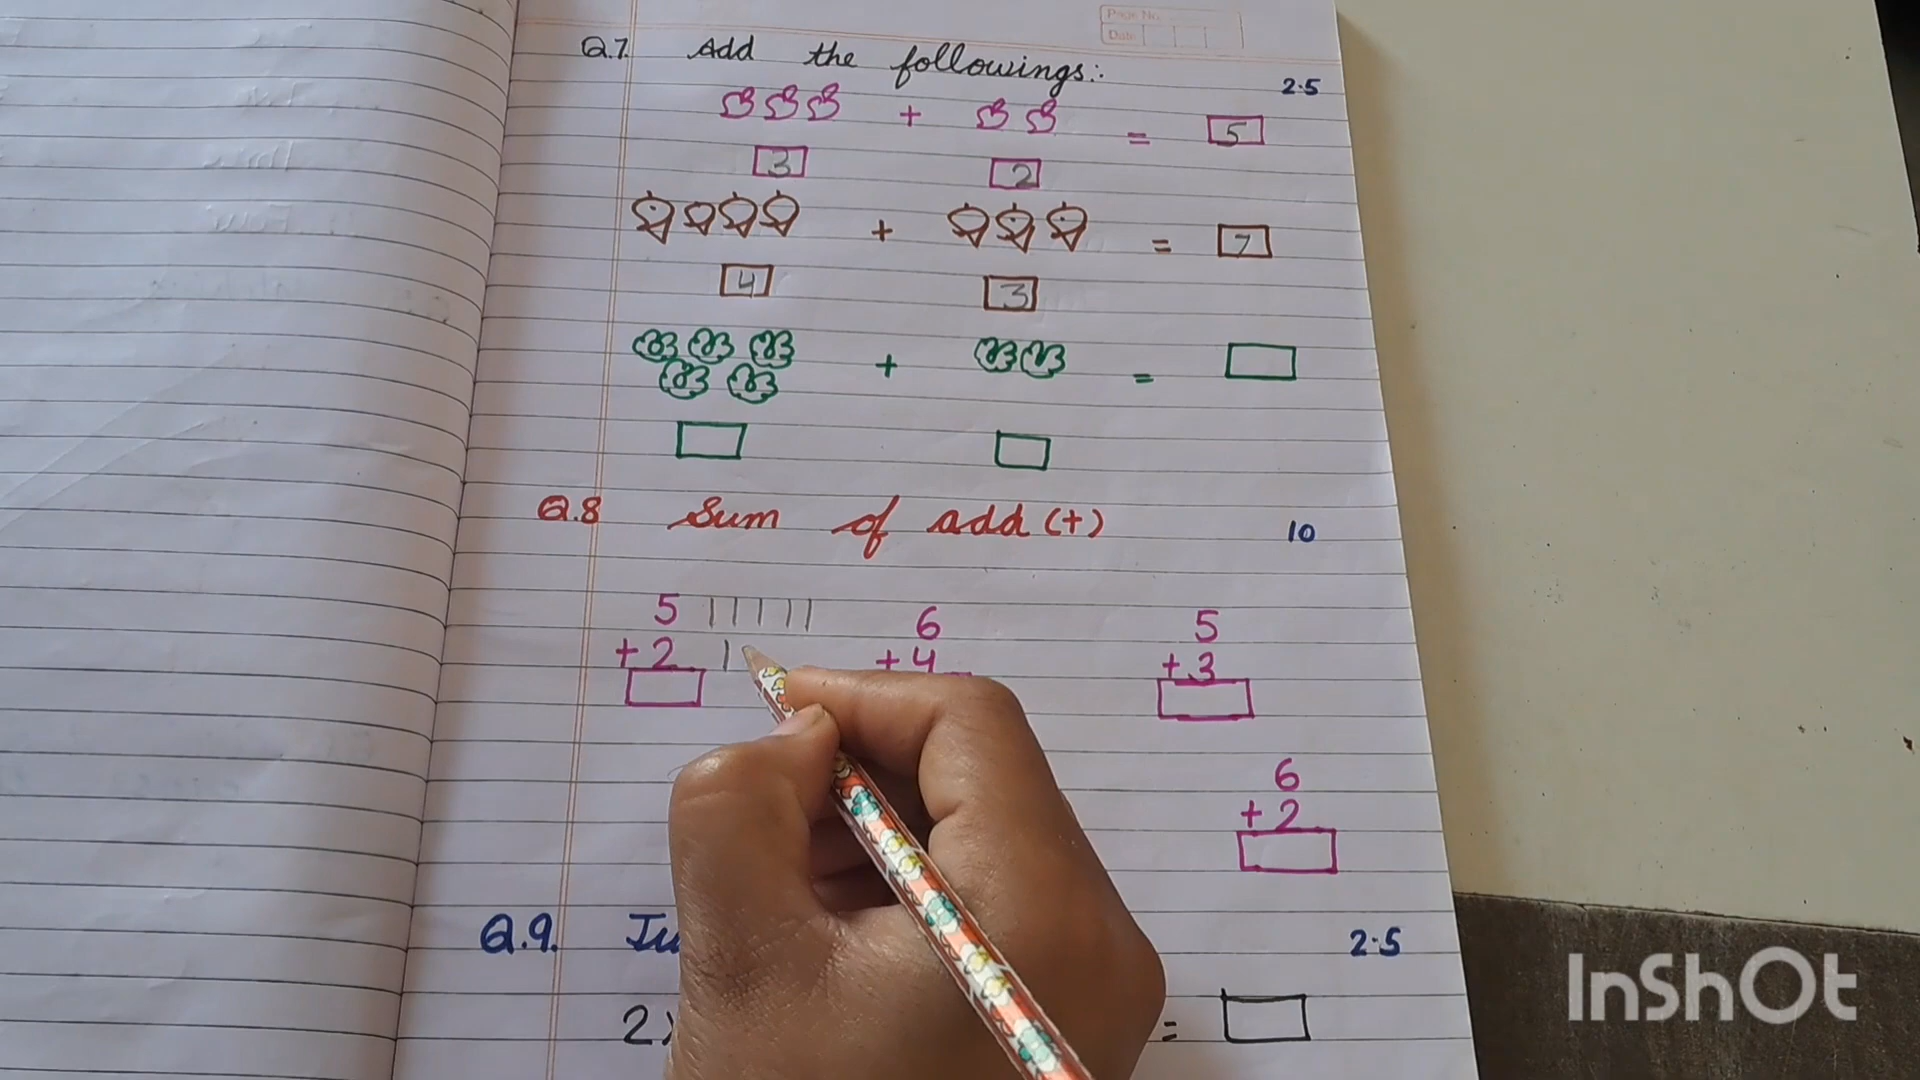 Page No.
Date
Q.7. Add the followings:-
2.5
+ = 5
3 2
+ = 7
4 3
+ =
Q.8 Sum of add (+)
10
5 6 5
+2 +4 +3
6
+2
Q.9.
2.5
2
=
InShOt